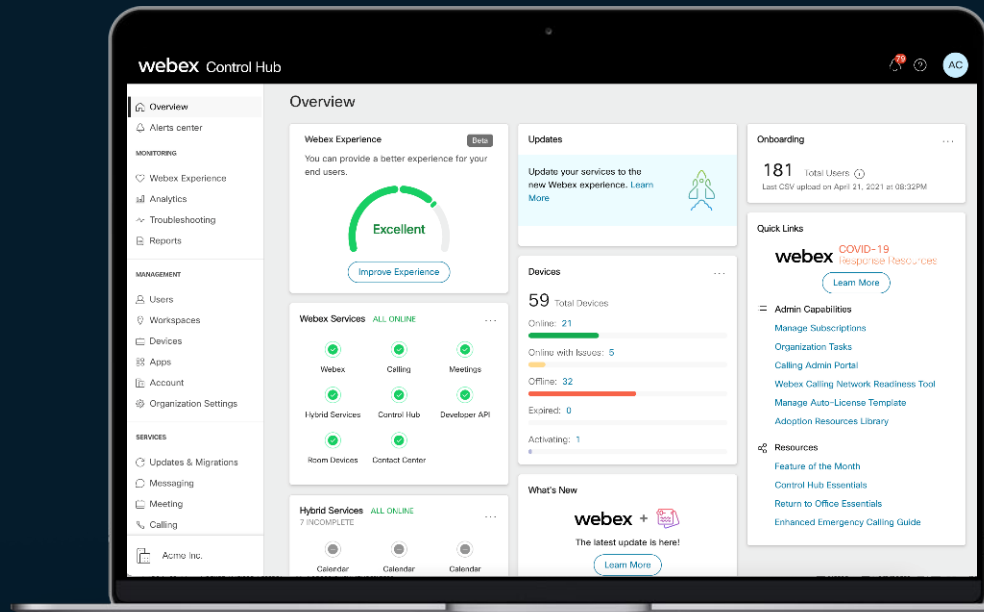 webex Control Hub
79
AC
Overview
Alerts center
MONITORING
Webex Experience
Analytics
Troubleshooting
Reports
MANAGEMENT
Users
Workspaces
Devices
Apps
Account
Organization Settings
SERVICES
Updates & Migrations
Messaging
Meeting
Calling
Acme Inc.
Overview
Webex Experience
Beta
You can provide a better experience for your
end users.
Excellent
Improve Experience
Webex Services ALL ONLINE
Webex
Calling
Meetings
Hybrid Services
Control Hub
Developer API
Room Devices
Contact Center
Hybrid Services ALL ONLINE
7 INCOMPLETE
Calendar
Calendar
Calendar
Updates
Update your services to the
new Webex experience. Learn
More
Devices
59 Total Devices
Online: 21
Online with Issues: 5
Offline: 32
Expired: 0
Activating: 1
What's New
webex +
The latest update is here!
Learn More
Onboarding
181 Total Users
Last CSV upload on April 21, 2021 at 08:32PM
Quick Links
webex COVID-19
Response Resources
Learn More
Admin Capabilities
Manage Subscriptions
Organization Tasks
Calling Admin Portal
Webex Calling Network Readiness Tool
Manage Auto-License Template
Adoption Resources Library
Resources
Feature of the Month
Control Hub Essentials
Return to Office Essentials
Enhanced Emergency Calling Guide